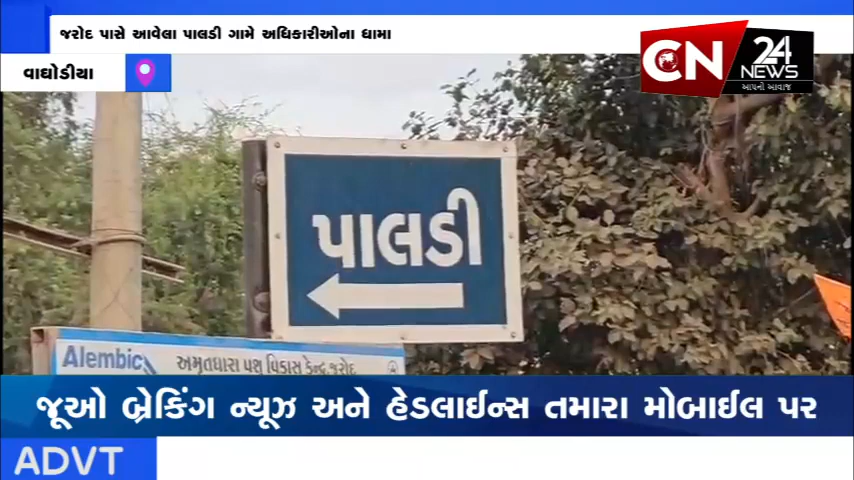 જરોદ પાસે આવેલા પાલડી ગામે અધિકારીઓના ધામા
વાઘોડીયા
CN 24 NEWS
આપનો અવાજ
પાલડી
Alembic
અમૃતધારા પશુ વિકાસ કેન્દ્ર, જરોદ
જૂઓ બ્રેકિંગ ન્યૂઝ અને હેડલાઈન્સ તમારા મોબાઈલ પર
ADVT